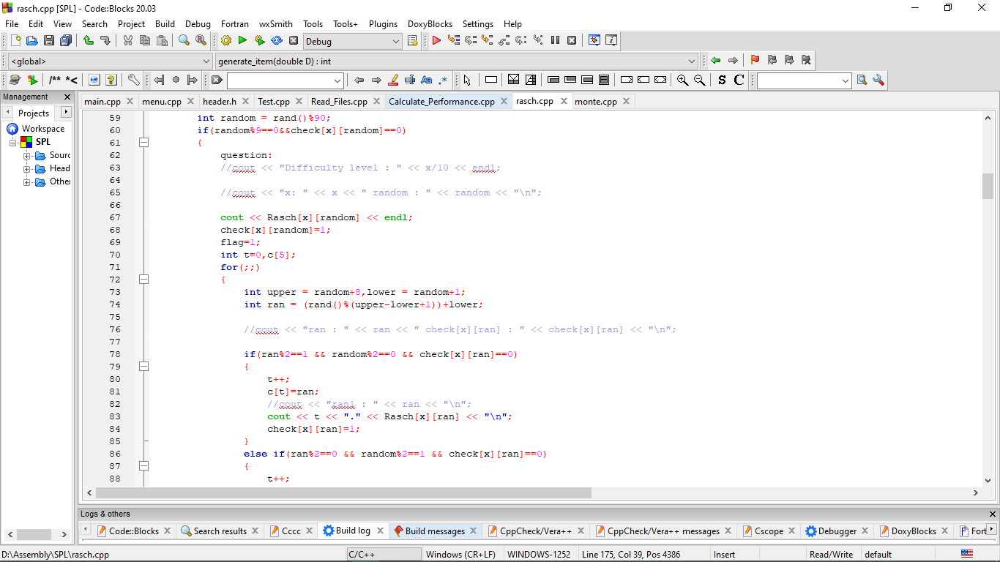 rasch.cpp [SPL] - Code::Blocks 20.03
File Edit View Search Project Build Debug Fortran wxSmith Tools Tools+ Plugins DoxyBlocks Settings Help
Debug
<global> generate_item(double D) : int
/** *< Aa .* S C
Management
Projects
Workspace
SPL
Sourc
Head
Other
main.cpp menu.cpp header.h Test.cpp Read_Files.cpp Calculate_Performance.cpp rasch.cpp monte.cpp
59 int random = rand()%90;
60 if(random%9==0&&check[x][random]==0)
61 {
62 question:
63 //cout << "Difficulty level : " << x/10 << endl;
64
65 //cout << "x: " << x << " random : " << random << "\n";
66
67 cout << Rasch[x][random] << endl;
68 check[x][random]=1;
69 flag=1;
70 int t=0,c[5];
71 for(;;)
72 {
73 int upper = random+8,lower = random+1;
74 int ran = (rand()%(upper-lower+1))+lower;
75
76 //cout << "ran : " << ran << " check[x][ran] : " << check[x][ran] << "\n";
77
78 if(ran%2==1 && random%2==0 && check[x][ran]==0)
79 {
80 t++;
81 c[t]=ran;
82 //cout << "ran1 : " << ran << "\n";
83 cout << t << "." << Rasch[x][ran] << "\n";
84 check[x][ran]=1;
85 }
86 else if(ran%2==0 && random%2==1 && check[x][ran]==0)
87 {
88 t++;
Logs & others
Code::Blocks Search results Cccc Build log Build messages CppCheck/Vera++ CppCheck/Vera++ messages Cscope Debugger DoxyBlocks Fort
D:\Assembly\SPL\rasch.cpp C/C++ Windows (CR+LF) WINDOWS-1252 Line 175, Col 39, Pos 4386 Insert Read/Write default